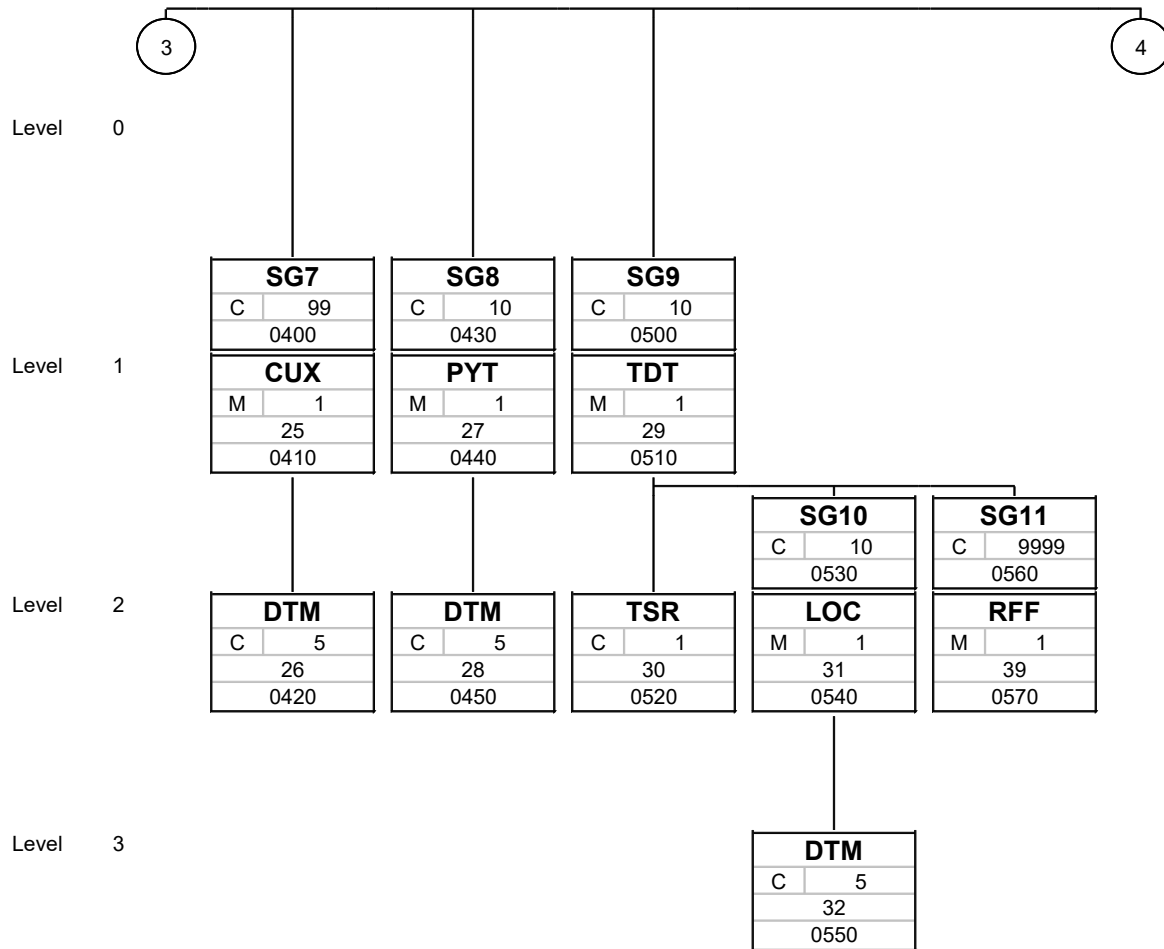 3 4
Level 0
SG7 SG8 SG9
C 99 C 10 C 10
0400 0430 0500
Level 1
CUX PYT TDT
M 1 M 1 M 1
25 27 29
0410 0440 0510
SG10 SG11
C 10 C 9999
0530 0560
Level 2
DTM DTM TSR LOC RFF
C 5 C 5 C 1 M 1 M 1
26 28 30 31 39
0420 0450 0520 0540 0570
Level 3
DTM
C 5
32
0550